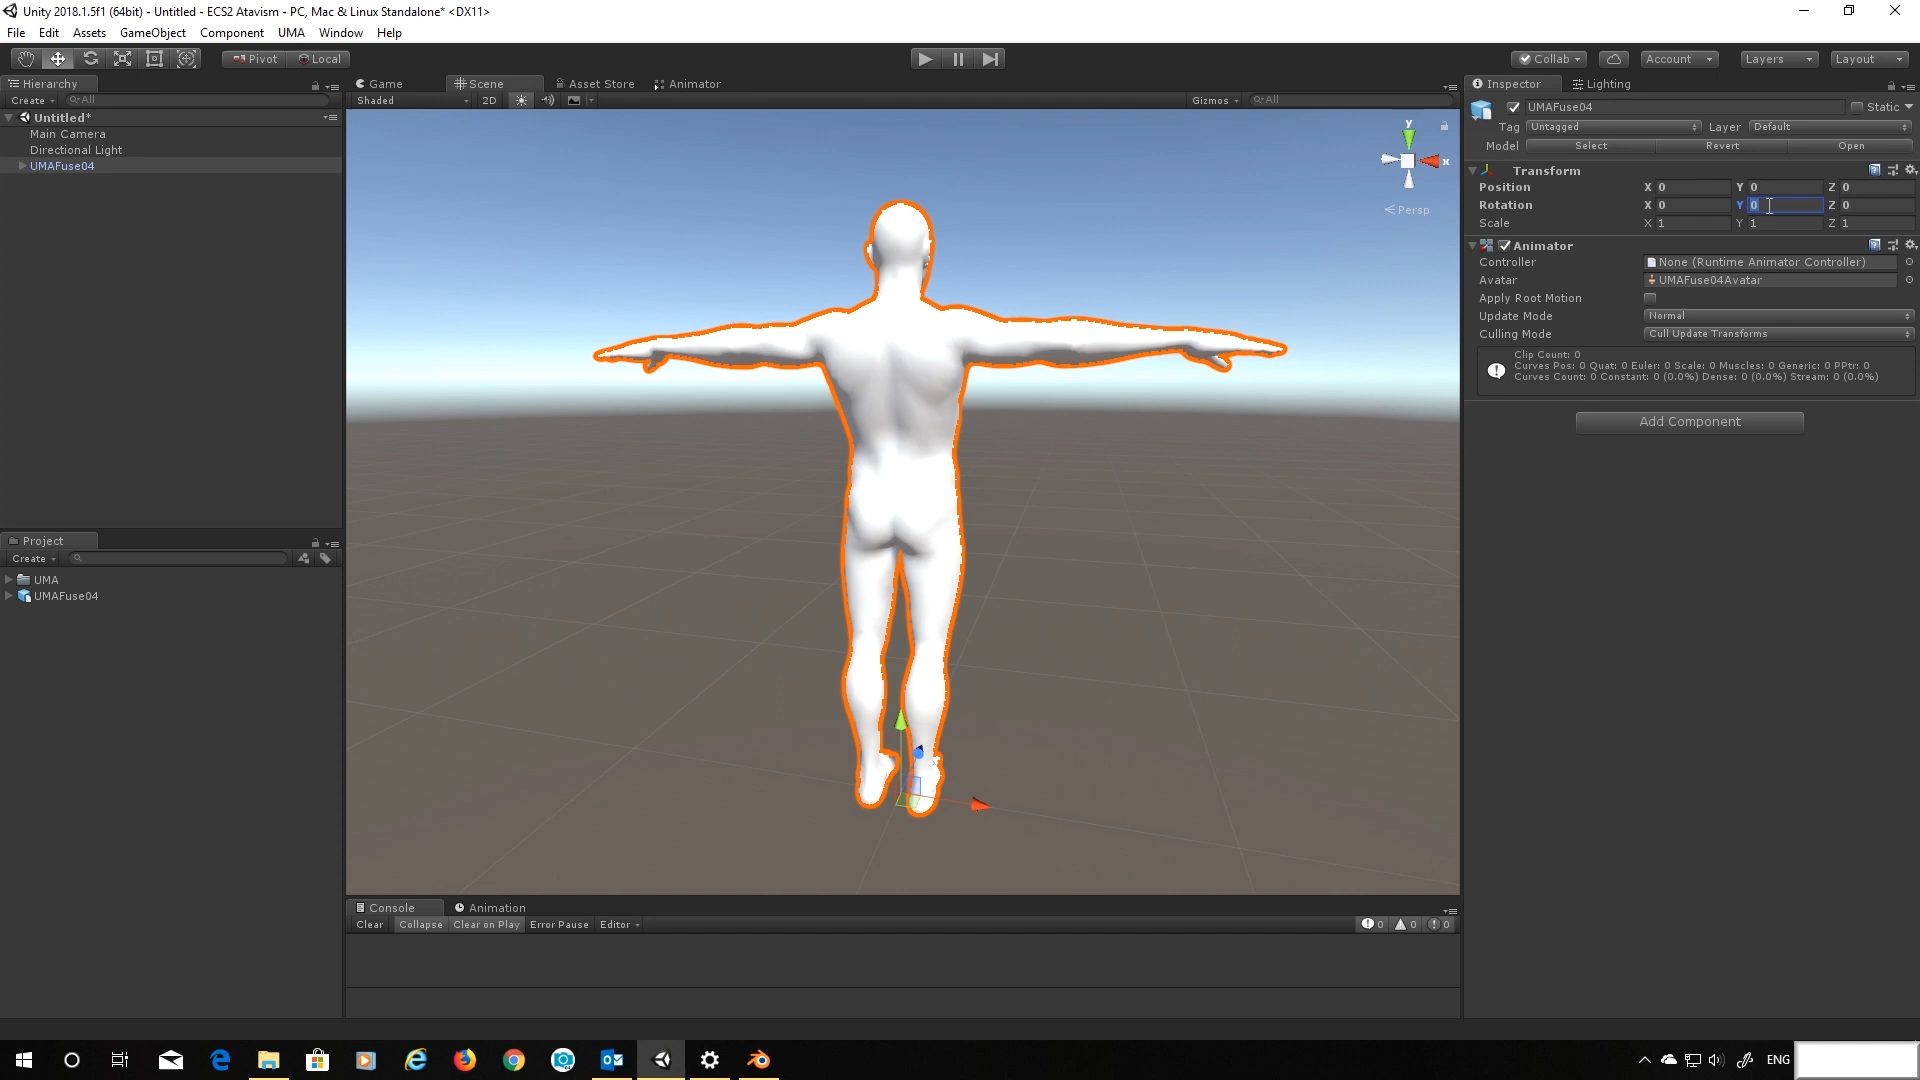 Unity 2018.1.5f1 (64bit) - Untitled - ECS2 Atavism - PC, Mac & Linux Standalone* <DX11>
File Edit Assets GameObject Component UMA Window Help
Pivot Local Collab Account Layers Layout
Hierarchy
Create All
Untitled*
Main Camera
Directional Light
UMAFuse04
Project
Create
UMA
UMAFuse04
Game Scene Asset Store Animator
Shaded 2D Gizmos All
y
x
Persp
Console Animation
Clear Collapse Clear on Play Error Pause Editor 0 0 0
Inspector Lighting
UMAFuse04 Static
Tag Untagged Layer Default
Model Select Revert Open
Transform
Position X 0 Y 0 Z 0
Rotation X 0 Y 0 Z 0
Scale X 1 Y 1 Z 1
Animator
Controller None (Runtime Animator Controller)
Avatar UMAFuse04Avatar
Apply Root Motion
Update Mode Normal
Culling Mode Cull Update Transforms
Clip Count: 0
Curves Pos: 0 Quat: 0 Euler: 0 Scale: 0 Muscles: 0 Generic: 0 PPtr: 0
Curves Count: 0 Constant: 0 (0.0%) Dense: 0 (0.0%) Stream: 0 (0.0%)
Add Component
ENG